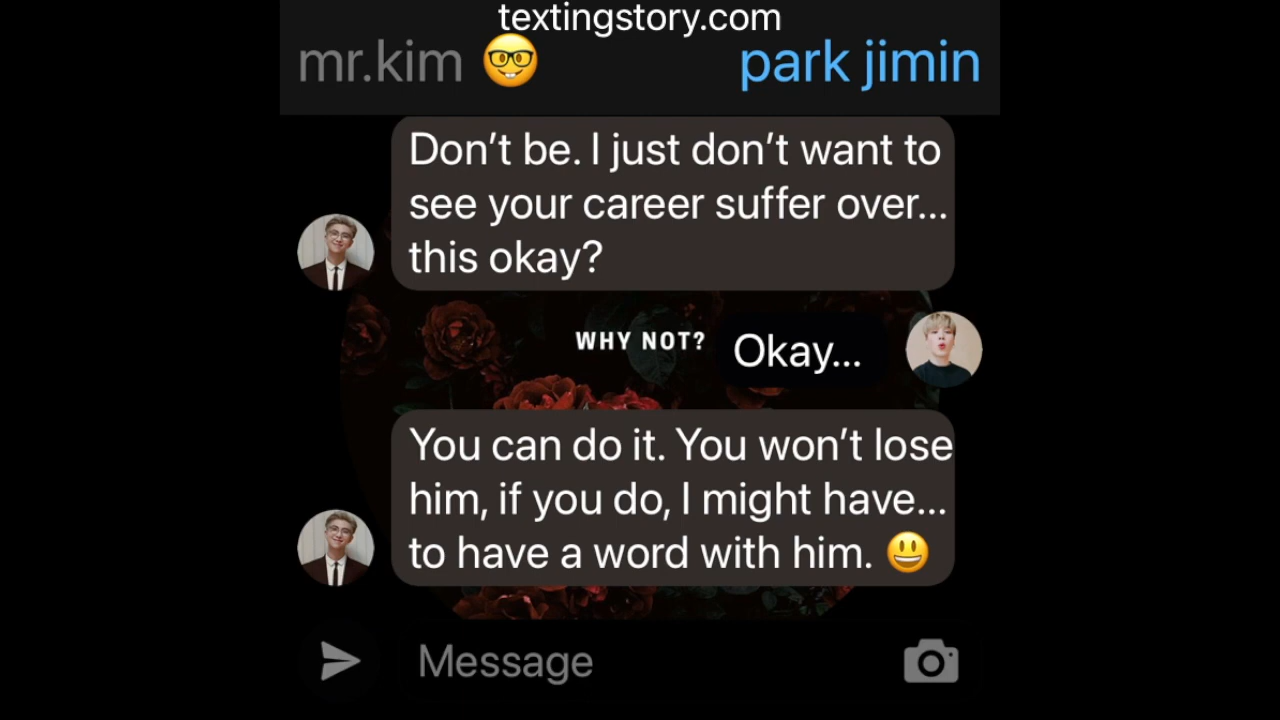 textingstory.com
mr.kim 🤓 park jimin
Don’t be. I just don’t want to
see your career suffer over...
this okay?
WHY NOT? Okay...
You can do it. You won’t lose
him, if you do, I might have...
to have a word with him. 😃
Message